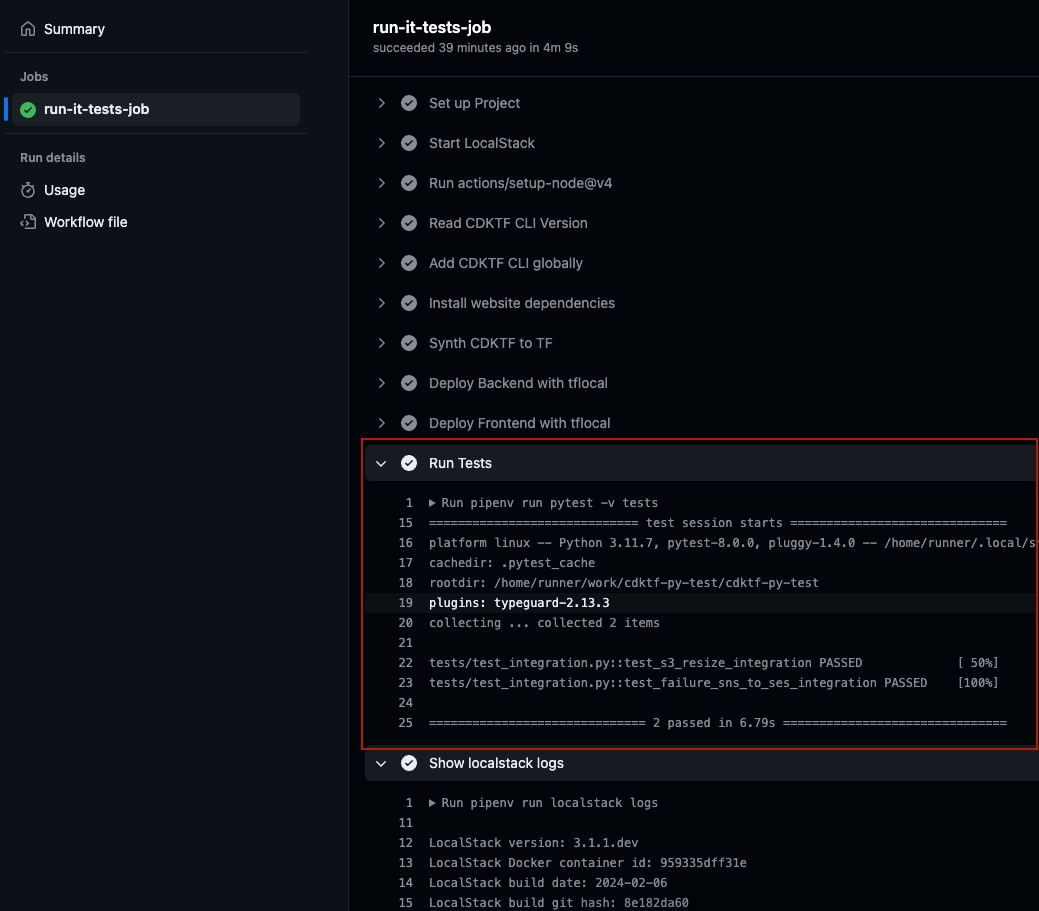 Summary
Jobs
run-it-tests-job
Run details
Usage
Workflow file
run-it-tests-job
succeeded 39 minutes ago in 4m 9s
Set up Project
Start LocalStack
Run actions/setup-node@v4
Read CDKTF CLI Version
Add CDKTF CLI globally
Install website dependencies
Synth CDKTF to TF
Deploy Backend with tflocal
Deploy Frontend with tflocal
Run Tests
1 Run pipenv run pytest -v tests
15 ============================= test session starts ==============================
16 platform linux -- Python 3.11.7, pytest-8.0.0, pluggy-1.4.0 -- /home/runner/.local/s
17 cachedir: .pytest_cache
18 rootdir: /home/runner/work/cdktf-py-test/cdktf-py-test
19 plugins: typeguard-2.13.3
20 collecting ... collected 2 items
21
22 tests/test_integration.py::test_s3_resize_integration PASSED [ 50%]
23 tests/test_integration.py::test_failure_sns_to_ses_integration PASSED [100%]
24
25 ============================== 2 passed in 6.79s ===============================
Show localstack logs
1 Run pipenv run localstack logs
11
12 LocalStack version: 3.1.1.dev
13 LocalStack Docker container id: 959335dff31e
14 LocalStack build date: 2024-02-06
15 LocalStack build git hash: 8e182da60